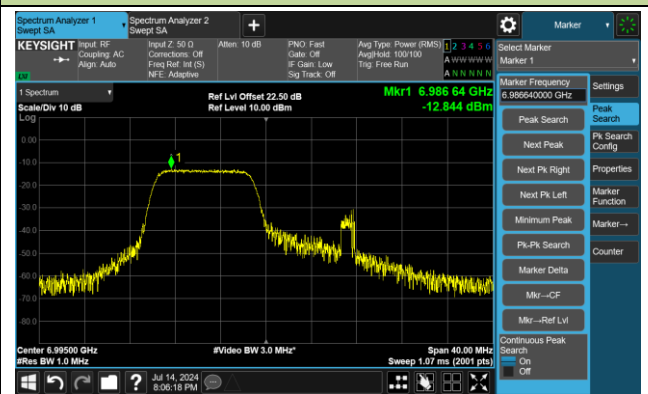 Spectrum Analyzer 1
Swept SA
Spectrum Analyzer 2
Swept SA
+
Marker
KEYSIGHT
Input: RF
Coupling: AC
Align: Auto
Input Z: 50 Ω
Corrections: Off
Freq Ref: Int (S)
NFE: Adaptive
Atten: 10 dB
PNO: Fast
Gate: Off
IF Gain: Low
Sig Track: Off
Avg Type: Power (RMS)
Avg|Hold: 100/100
Trig: Free Run
1 2 3 4 5 6
A W W W W W
A N N N N N
LXI
Select Marker
Marker 1
1 Spectrum
Scale/Div 10 dB
Ref Lvl Offset 22.50 dB
Ref Level 10.00 dBm
Mkr1 6.986 64 GHz
-12.844 dBm
Log
0.00
-10.0
-20.0
-30.0
-40.0
-50.0
-60.0
-70.0
-80.0
1
Center 6.99500 GHz
#Res BW 1.0 MHz
#Video BW 3.0 MHz*
Span 40.00 MHz
Sweep 1.07 ms (2001 pts)
Marker Frequency
6.986640000 GHz
Peak Search
Next Peak
Next Pk Right
Next Pk Left
Minimum Peak
Pk-Pk Search
Marker Delta
Mkr→CF
Mkr→Ref Lvl
Continuous Peak
Search
On
Off
Settings
Peak
Search
Pk Search
Config
Properties
Marker
Function
Marker→
Counter
?
Jul 14, 2024
8:06:18 PM